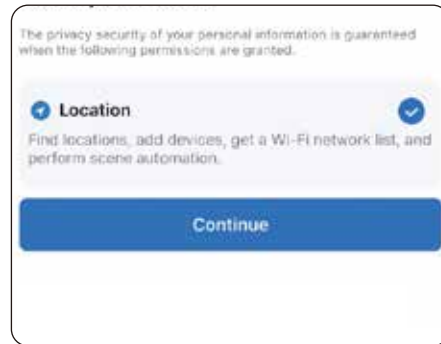 The privacy security of your personal information is guaranteed
when the following permissions are granted.
Location
Find locations, add devices, get a Wi-Fi network list, and
perform scene automation.
Continue